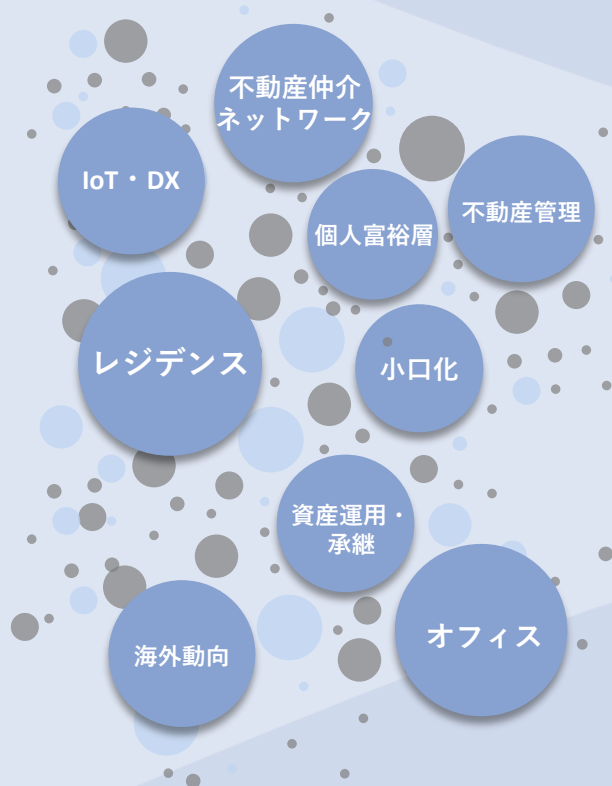 不動産仲介
ネットワーク
IoT・DX
不動産管理
個人富裕層
レジデンス
小口化
資産運用・
承継
オフィス
海外動向